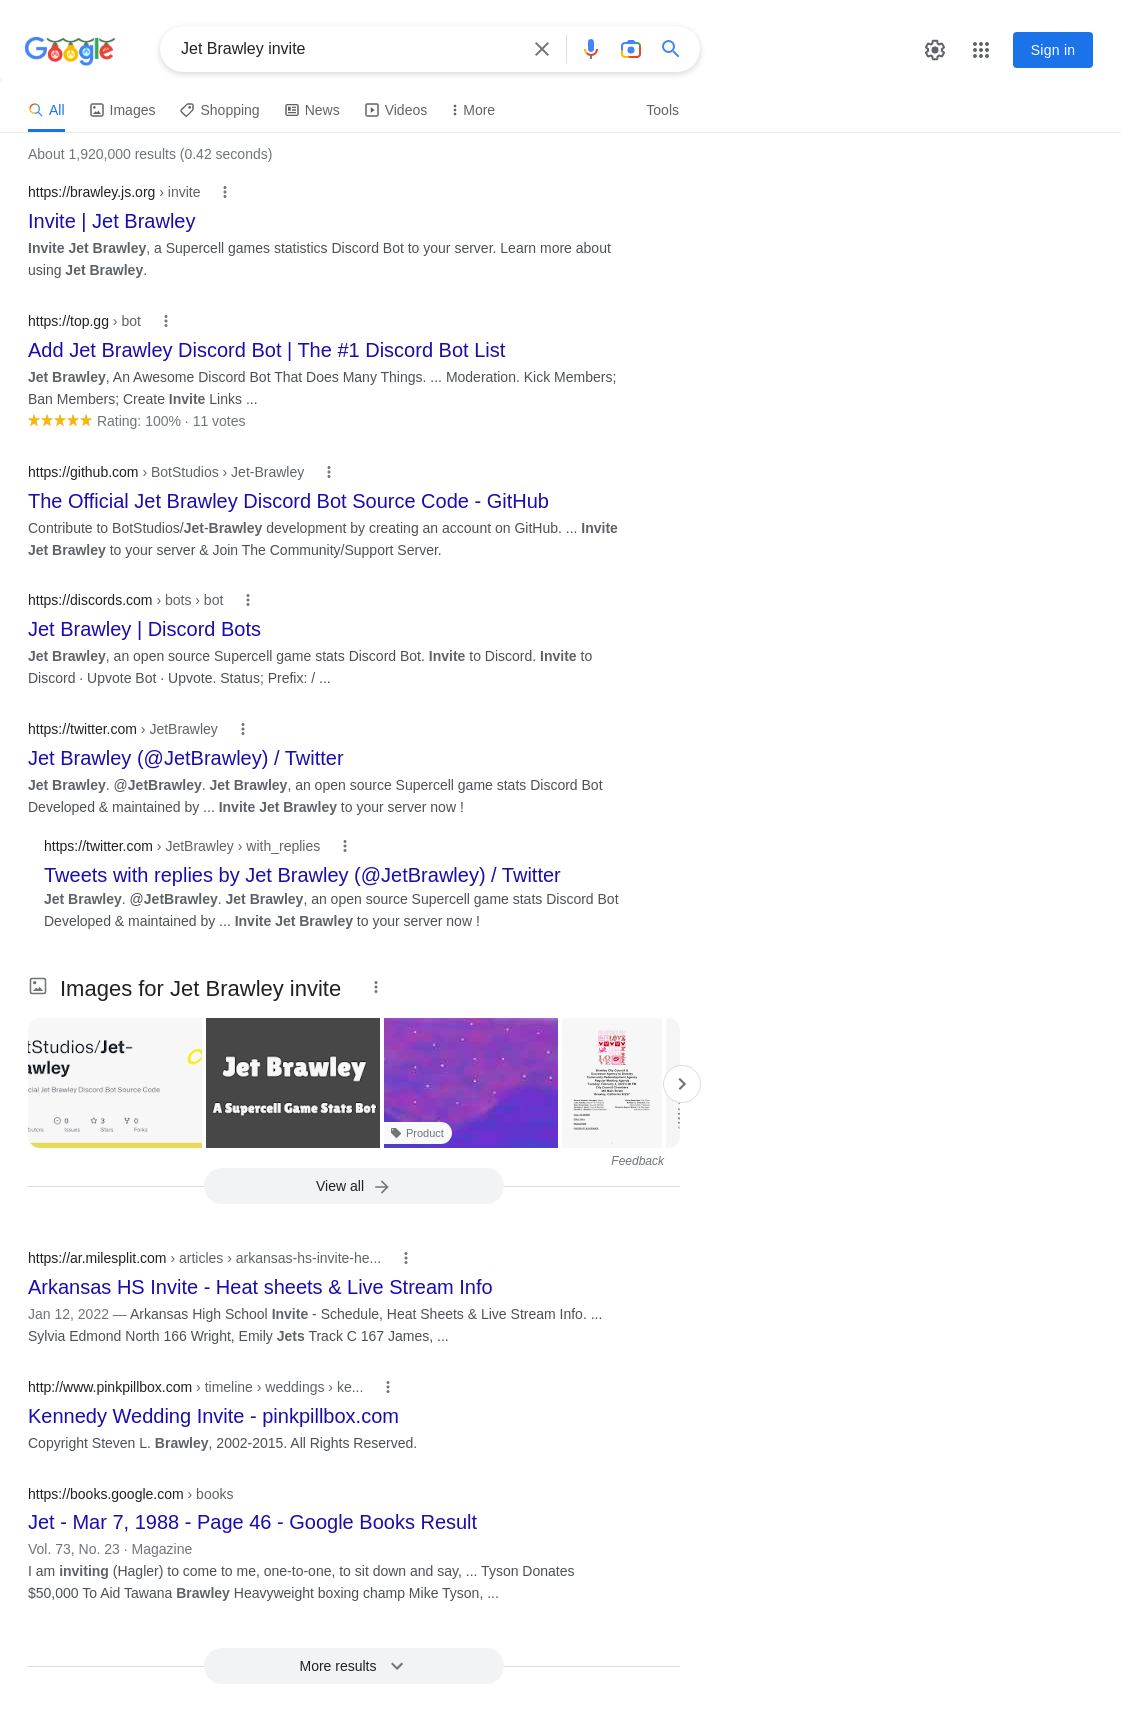 Google
Jet Brawley invite
Sign in
All
Images
Shopping
News
Videos
More
Tools
About 1,920,000 results (0.42 seconds)
https://brawley.js.org › invite
Invite | Jet Brawley
Invite Jet Brawley, a Supercell games statistics Discord Bot to your server. Learn more about
using Jet Brawley.
https://top.gg › bot
Add Jet Brawley Discord Bot | The #1 Discord Bot List
Jet Brawley, An Awesome Discord Bot That Does Many Things. ... Moderation. Kick Members;
Ban Members; Create Invite Links ...
Rating: 100% · 11 votes
https://github.com › BotStudios › Jet-Brawley
The Official Jet Brawley Discord Bot Source Code - GitHub
Contribute to BotStudios/Jet-Brawley development by creating an account on GitHub. ... Invite
Jet Brawley to your server & Join The Community/Support Server.
https://discords.com › bots › bot
Jet Brawley | Discord Bots
Jet Brawley, an open source Supercell game stats Discord Bot. Invite to Discord. Invite to
Discord · Upvote Bot · Upvote. Status; Prefix: / ...
https://twitter.com › JetBrawley
Jet Brawley (@JetBrawley) / Twitter
Jet Brawley. @JetBrawley. Jet Brawley, an open source Supercell game stats Discord Bot
Developed & maintained by ... Invite Jet Brawley to your server now !
https://twitter.com › JetBrawley › with_replies
Tweets with replies by Jet Brawley (@JetBrawley) / Twitter
Jet Brawley. @JetBrawley. Jet Brawley, an open source Supercell game stats Discord Bot
Developed & maintained by ... Invite Jet Brawley to your server now !
Images for Jet Brawley invite
tStudios/Jet-
awley
cial Jet Brawley Discord Bot Source Code
0
3
0
Issues
Stars
Forks
Jet Brawley
A Supercell Game Stats Bot
Product
Feedback
View all
https://ar.milesplit.com › articles › arkansas-hs-invite-he...
Arkansas HS Invite - Heat sheets & Live Stream Info
Jan 12, 2022 — Arkansas High School Invite - Schedule, Heat Sheets & Live Stream Info. ...
Sylvia Edmond North 166 Wright, Emily Jets Track C 167 James, ...
http://www.pinkpillbox.com › timeline › weddings › ke...
Kennedy Wedding Invite - pinkpillbox.com
Copyright Steven L. Brawley, 2002-2015. All Rights Reserved.
https://books.google.com › books
Jet - Mar 7, 1988 - Page 46 - Google Books Result
Vol. 73, No. 23 · Magazine
I am inviting (Hagler) to come to me, one-to-one, to sit down and say, ... Tyson Donates
$50,000 To Aid Tawana Brawley Heavyweight boxing champ Mike Tyson, ...
More results